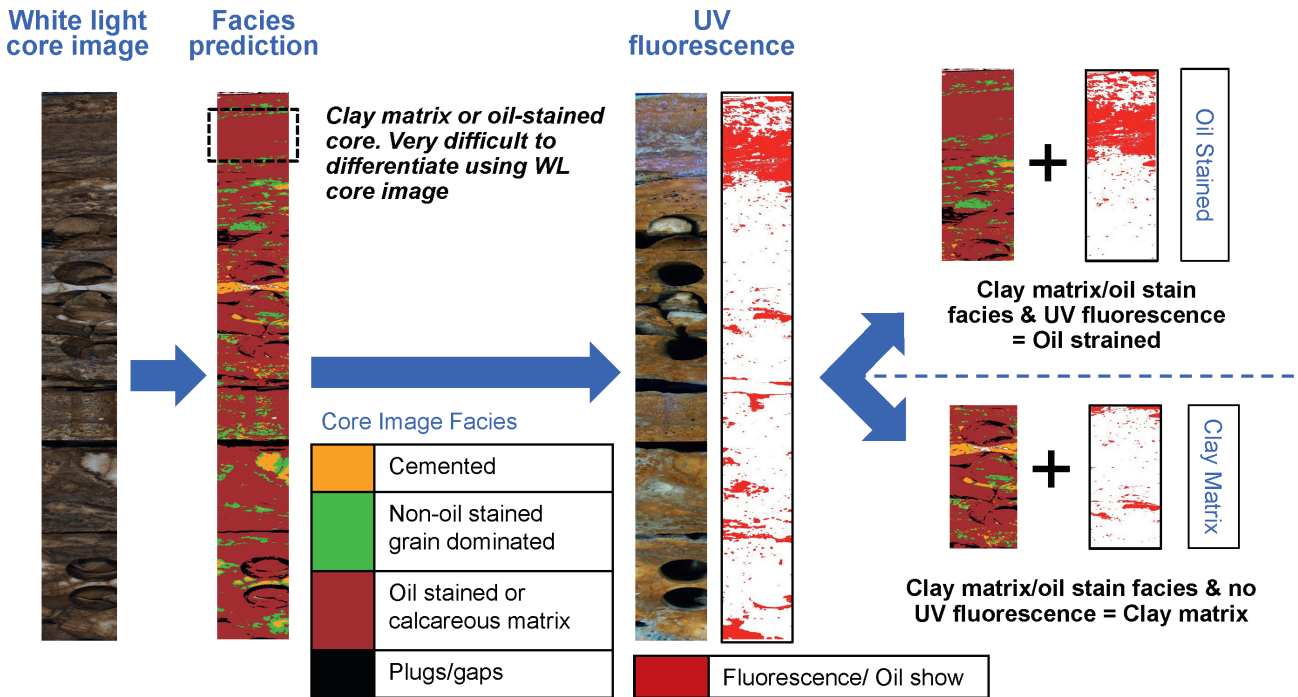 White light
core image
Facies
prediction
UV
fluorescence
Clay matrix or oil-stained
core. Very difficult to
differentiate using WL
core image
Core Image Facies
Cemented
Non-oil stained
grain dominated
Oil stained or
calcareous matrix
Plugs/gaps
Fluorescence/ Oil show
+
Oil Stained
Clay matrix/oil stain
facies & UV fluorescence
= Oil strained
+
Clay Matrix
Clay matrix/oil stain facies & no
UV fluorescence = Clay matrix